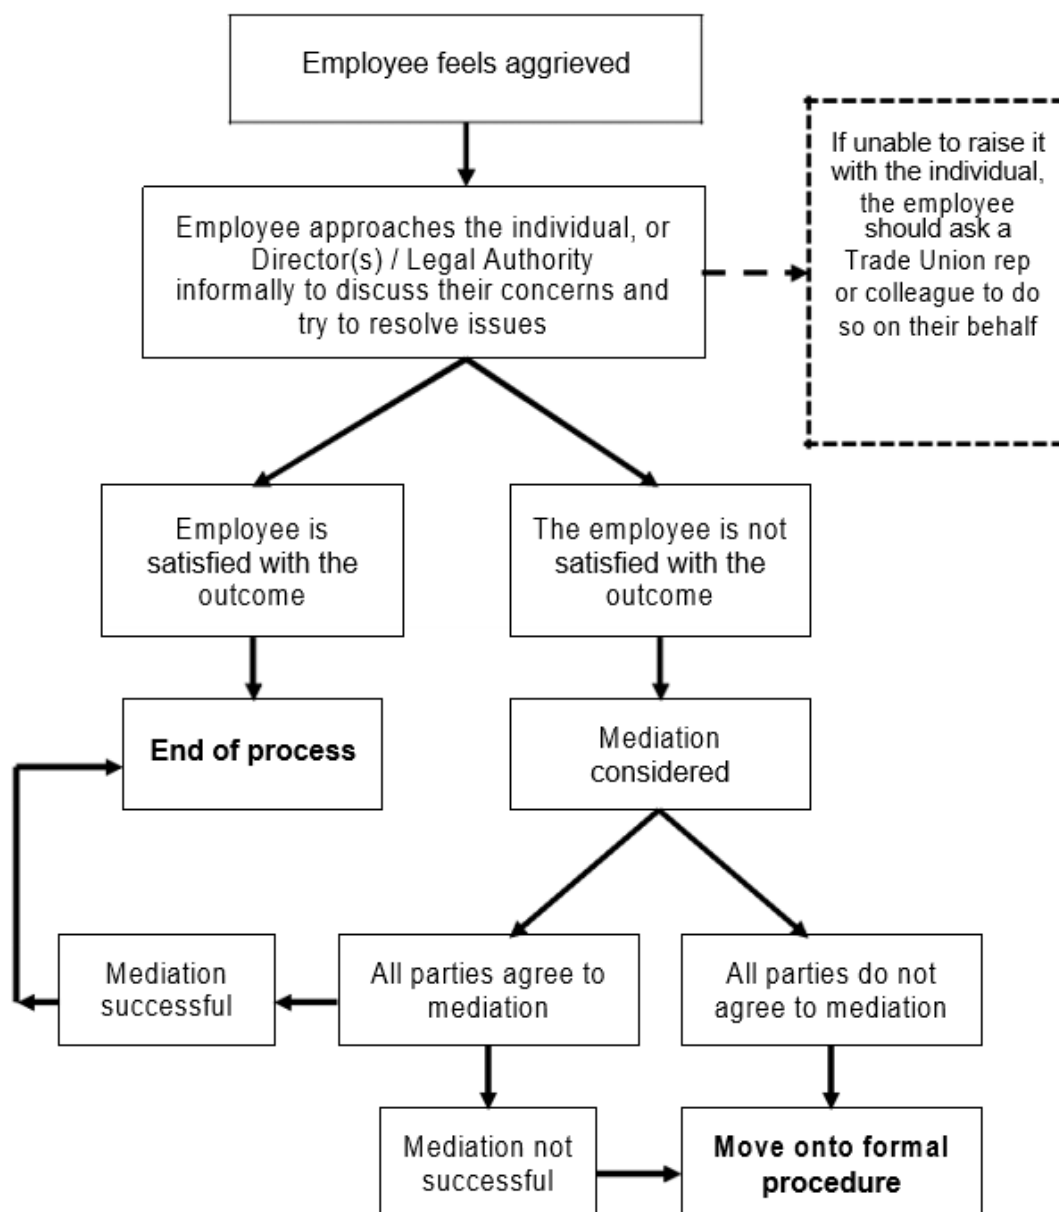 Employee feels aggrieved
Employee approaches the individual, or
Director(s) / Legal Authority
informally to discuss their concerns and
try to resolve issues
If unable to raise it
with the individual,
the employee
should ask a
Trade Union rep
or colleague to do
so on their behalf
Employee is
satisfied with the
outcome
The employee is not
satisfied with the
outcome
End of process
Mediation
considered
Mediation
successful
All parties agree to
mediation
All parties do not
agree to mediation
Mediation not
successful
Move onto formal
procedure